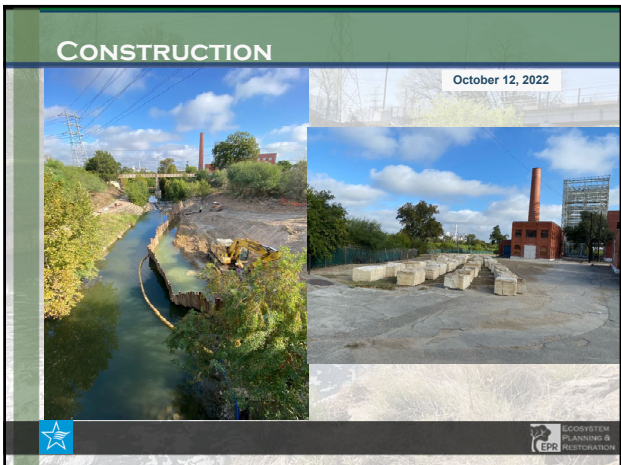 CONSTRUCTION
October 12, 2022
EPR
ECOSYSTEM
PLANNING &
RESTORATION